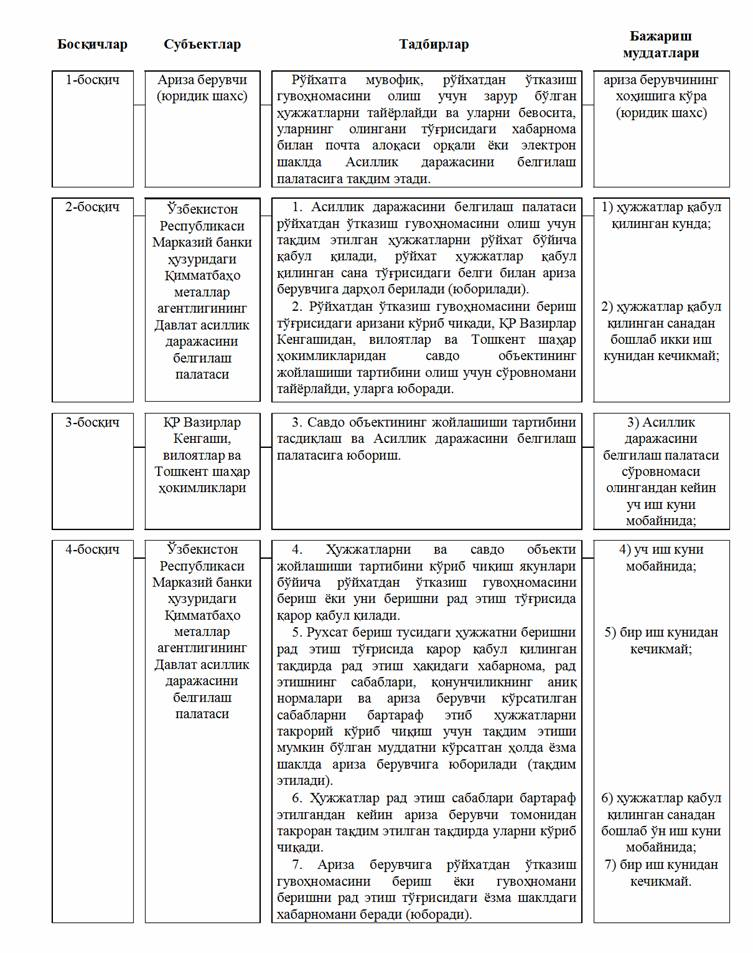 Босқичлар
Субъектлар
Тадбирлар
Бажариш
муддатлари
1-босқич
Ариза берувчи
(юридик шахс)
Рўйхатга мувофиқ, рўйхатдан ўтказиш
гувоҳномасини олиш учун зарур бўлган
ҳужжатларни тайёрлайди ва уларни бевосита,
уларнинг олингани тўғрисидаги хабарнома
билан почта алоқаси орқали ёки электрон
шаклда Асиллик даражасини белгилаш
палатасига тақдим этади.
ариза берувчининг
хоҳишига кўра
(юридик шахс)
2-босқич
Ўзбекистон
Республикаси
Марказий банки
ҳузуридаги
Қимматбаҳо
металлар
агентлигининг
Давлат асиллик
даражасини
белгилаш
палатаси
1. Асиллик даражасини белгилаш палатаси
рўйхатдан ўтказиш гувоҳномасини олиш учун
тақдим этилган ҳужжатларни рўйхат бўйича
қабул қилади, рўйхат ҳужжатлар қабул
қилинган сана тўғрисидаги белги билан ариза
берувчига дарҳол берилади (юборилади).
2. Рўйхатдан ўтказиш гувоҳномасини бериш
тўғрисидаги аризани кўриб чиқади, ҚР Вазирлар
Кенгашидан, вилоятлар ва Тошкент шаҳар
ҳокимликларидан савдо объектининг
жойлашиши тартибини олиш учун сўровномани
тайёрлайди, уларга юборади.
1) ҳужжатлар қабул
қилинган кунда;
2) ҳужжатлар қабул
қилинган санадан
бошлаб икки иш
кунидан кечикмай;
3-босқич
ҚР Вазирлар
Кенгаши,
вилоятлар ва
Тошкент шаҳар
ҳокимликлари
3. Савдо объектининг жойлашиши тартибини
тасдиқлаш ва Асиллик даражасини белгилаш
палатасига юбориш.
3) Асиллик
даражасини
белгилаш палатаси
сўровномаси
олингандан кейин
уч иш куни
мобайнида;
4-босқич
Ўзбекистон
Республикаси
Марказий банки
ҳузуридаги
Қимматбаҳо
металлар
агентлигининг
Давлат асиллик
даражасини
белгилаш
палатаси
4. Ҳужжатларни ва савдо объекти
жойлашиши тартибини кўриб чиқиш якунлари
бўйича рўйхатдан ўтказиш гувоҳномасини
бериш ёки уни беришни рад этиш тўғрисида
қарор қабул қилади.
5. Рухсат бериш тусидаги ҳужжатни беришни
рад этиш тўғрисида қарор қабул қилинган
тақдирда рад этиш ҳақидаги хабарнома, рад
этишнинг сабаблари, қонунчиликнинг аниқ
нормалари ва ариза берувчи кўрсатилган
сабабларни бартараф этиб ҳужжатларни
такрорий кўриб чиқиш учун тақдим этиши
мумкин бўлган муддатни кўрсатган ҳолда ёзма
шаклда ариза берувчига юборилади (тақдим
этилади).
6. Ҳужжатлар рад этиш сабаблари бартараф
этилгандан кейин ариза берувчи томонидан
такроран тақдим этилган тақдирда уларни кўриб
чиқади.
7. Ариза берувчига рўйхатдан ўтказиш
гувоҳномасини бериш ёки гувоҳномани
беришни рад этиш тўғрисидаги ёзма шаклдаги
хабарномани беради (юборади).
4) уч иш куни
мобайнида;
5) бир иш кунидан
кечикмай;
6) ҳужжатлар қабул
қилинган санадан
бошлаб ўн иш куни
мобайнида;
7) бир иш кунидан
кечикмай.